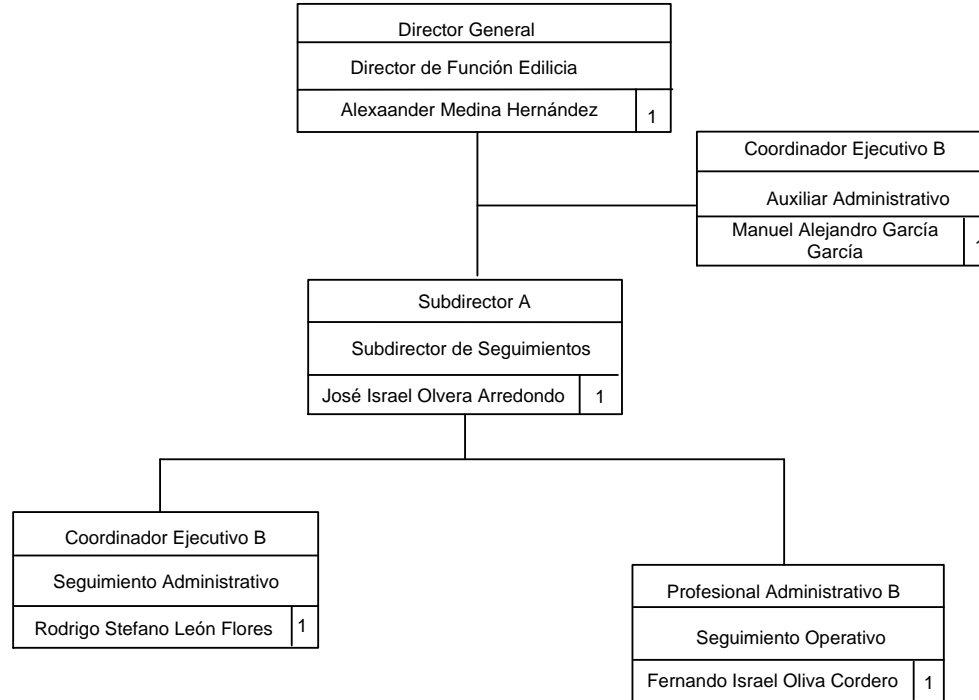 Director General
Director de Función Edilicia
Alexaander Medina Hernández 1
Coordinador Ejecutivo B
Auxiliar Administrativo
Manuel Alejandro García
García
Subdirector A
Subdirector de Seguimientos
José Israel Olvera Arredondo 1
Coordinador Ejecutivo B
Seguimiento Administrativo
Rodrigo Stefano León Flores 1
Profesional Administrativo B
Seguimiento Operativo
Fernando Israel Oliva Cordero 1